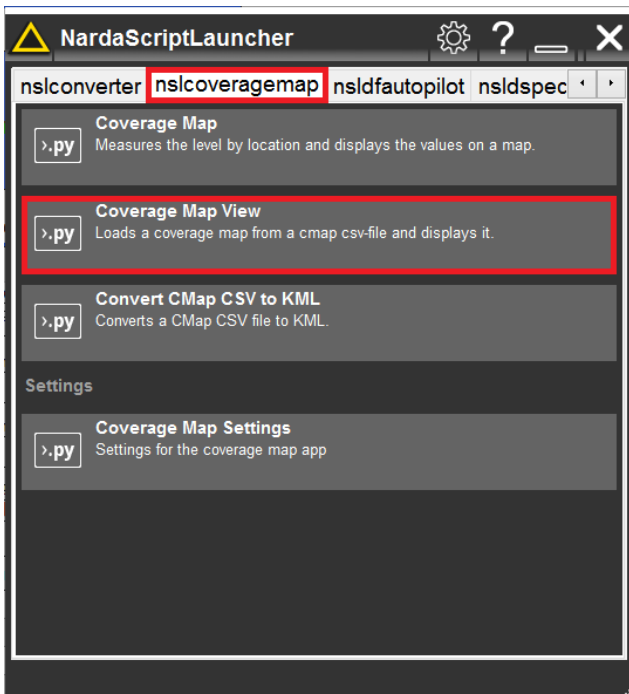 NardaScriptLauncher ?
nslconverter nslcoveragemap nsldfautopilot nsldspec
Coverage Map
>.py
Measures the level by location and displays the values on a map.
Coverage Map View
>.py
Loads a coverage map from a cmap csv-file and displays it.
Convert CMap CSV to KML
>.py
Converts a CMap CSV file to KML.
Settings
Coverage Map Settings
>.py
Settings for the coverage map app